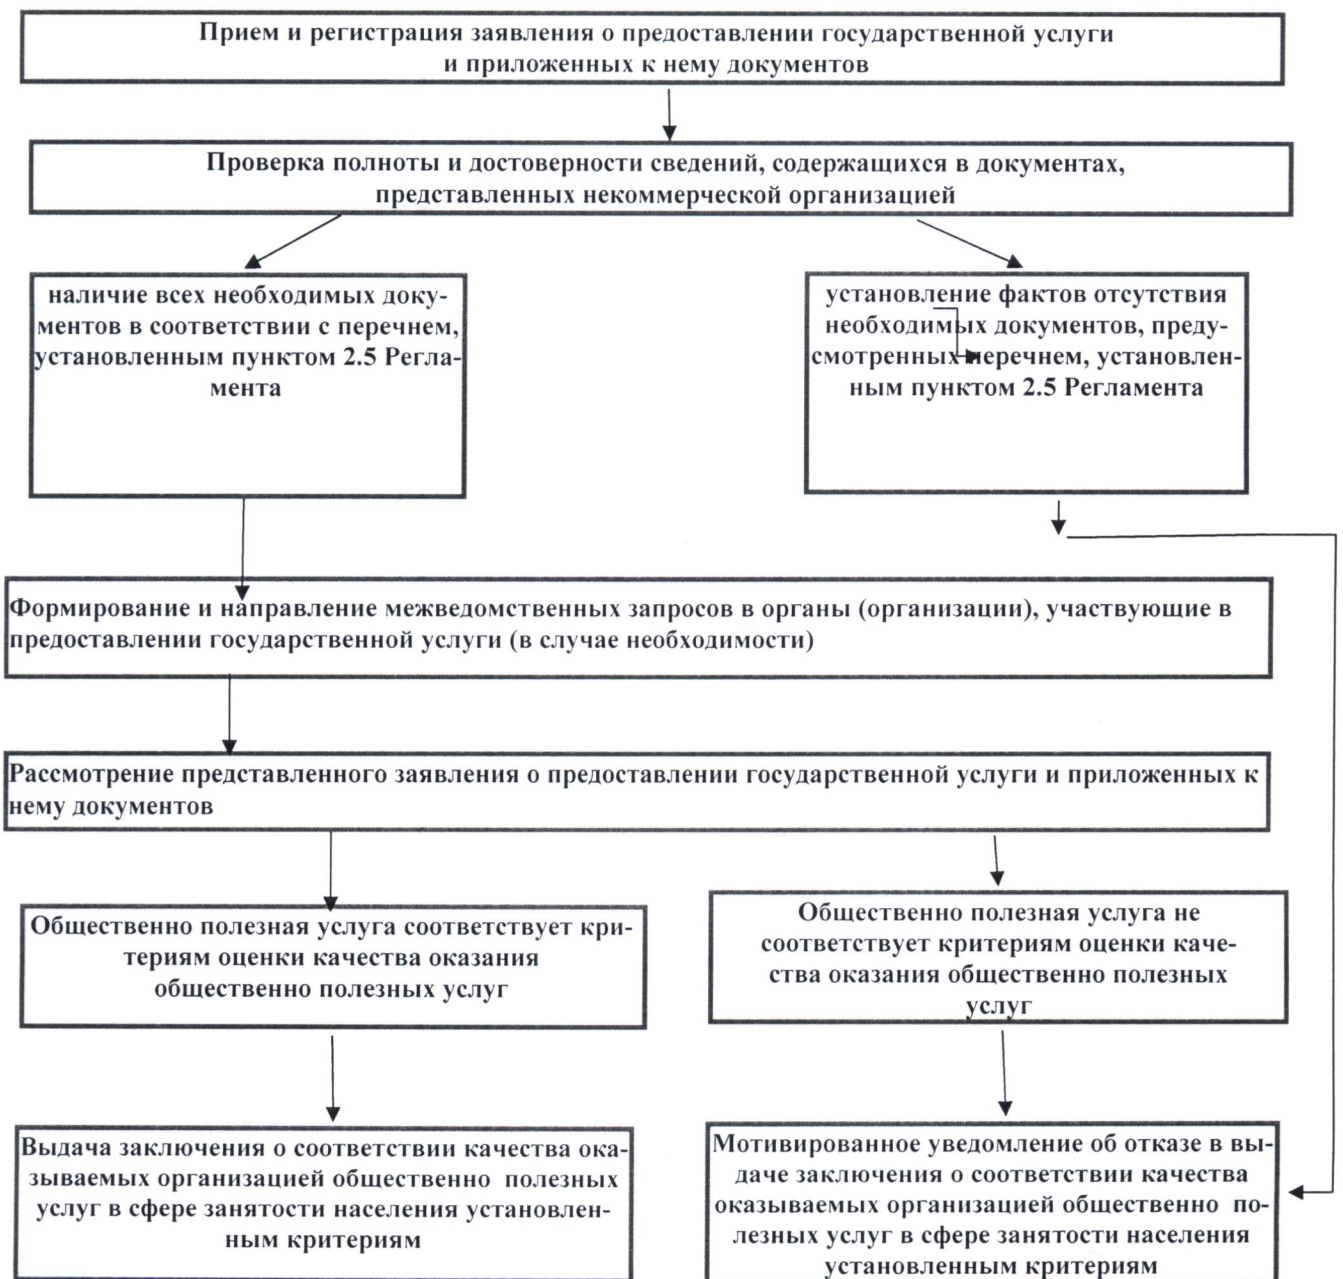 Прием и регистрация заявления о предоставлении государственной услуги
и приложенных к нему документов
Проверка полноты и достоверности сведений, содержащихся в документах,
представленных некоммерческой организацией
наличие всех необходимых доку-
ментов в соответствии с перечнем,
установленным пунктом 2.5 Регла-
мента
установление фактов отсутствия
необходимых документов, преду-
смотренных перечнем, установлен-
ным пунктом 2.5 Регламента
Формирование и направление межведомственных запросов в органы (организации), участвующие в
предоставлении государственной услуги (в случае необходимости)
Рассмотрение представленного заявления о предоставлении государственной услуги и приложенных к
нему документов
Общественно полезная услуга соответствует кри-
териям оценки качества оказания
общественно полезных услуг
Общественно полезная услуга не
соответствует критериям оценки каче-
ства оказания общественно полезных
услуг
Выдача заключения о соответствии качества ока-
зываемых организацией общественно полезных
услуг в сфере занятости населения установлен-
ным критериям
Мотивированное уведомление об отказе в вы-
даче заключения о соответствии качества
оказываемых организацией общественно по-
лезных услуг в сфере занятости населения
установленным критериям